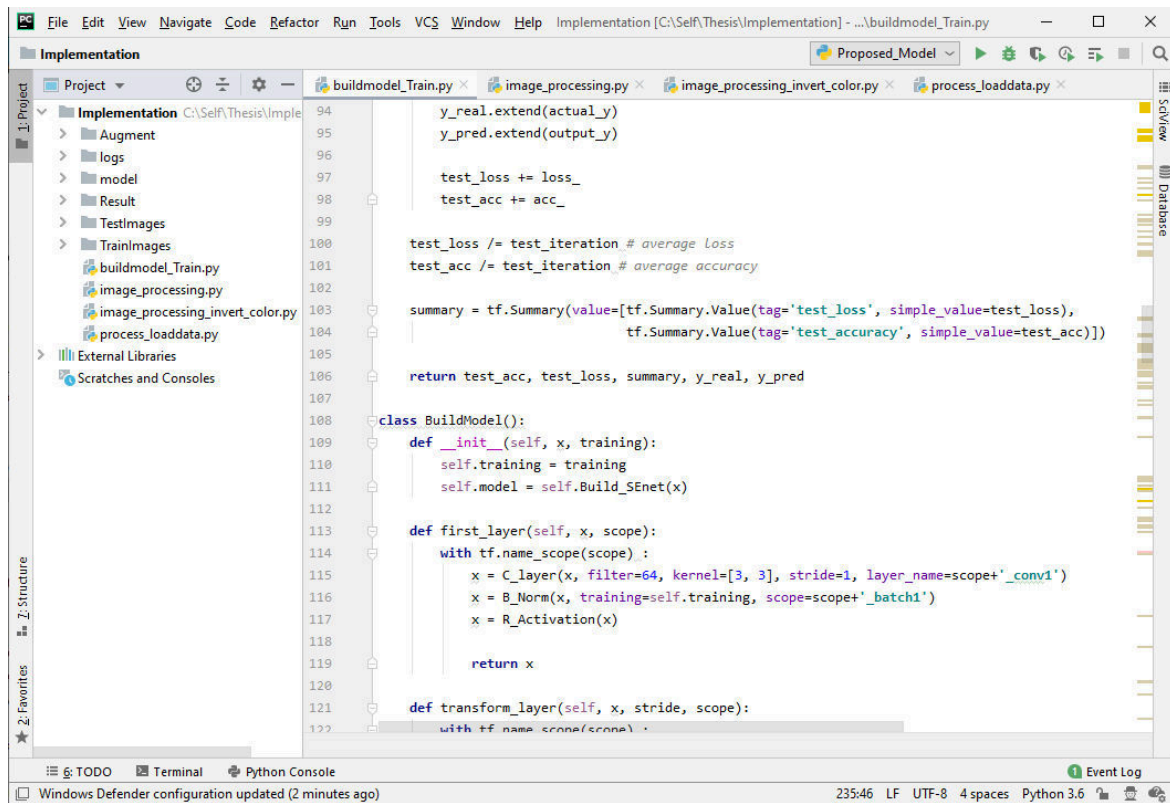 PC File Edit View Navigate Code Refactor Run Tools VCS Window Help Implementation [C:\Self\Thesis\Implementation] - ...\buildmodel_Train.py
Implementation
Proposed_Model
Project
buildmodel_Train.py image_processing.py image_processing_invert_color.py process_loaddata.py
1: Project
Implementation C:\Self\Thesis\Imple
Augment
logs
model
Result
TestImages
TrainImages
buildmodel_Train.py
image_processing.py
image_processing_invert_color.py
process_loaddata.py
External Libraries
Scratches and Consoles
7: Structure
2: Favorites
94 y_real.extend(actual_y)
95 y_pred.extend(output_y)
96
97 test_loss += loss_
98 test_acc += acc_
99
100 test_loss /= test_iteration # average loss
101 test_acc /= test_iteration # average accuracy
102
103 summary = tf.Summary(value=[tf.Summary.Value(tag='test_loss', simple_value=test_loss),
104 tf.Summary.Value(tag='test_accuracy', simple_value=test_acc)])
105
106 return test_acc, test_loss, summary, y_real, y_pred
107
108 class BuildModel():
109 def __init__(self, x, training):
110 self.training = training
111 self.model = self.Build_SEnet(x)
112
113 def first_layer(self, x, scope):
114 with tf.name_scope(scope) :
115 x = C_layer(x, filter=64, kernel=[3, 3], stride=1, layer_name=scope+'_conv1')
116 x = B_Norm(x, training=self.training, scope=scope+'_batch1')
117 x = R_Activation(x)
118
119 return x
120
121 def transform_layer(self, x, stride, scope):
122 with tf.name_scope(scope) :
SciView
Database
6: TODO Terminal Python Console
1 Event Log
Windows Defender configuration updated (2 minutes ago)
235:46 LF UTF-8 4 spaces Python 3.6